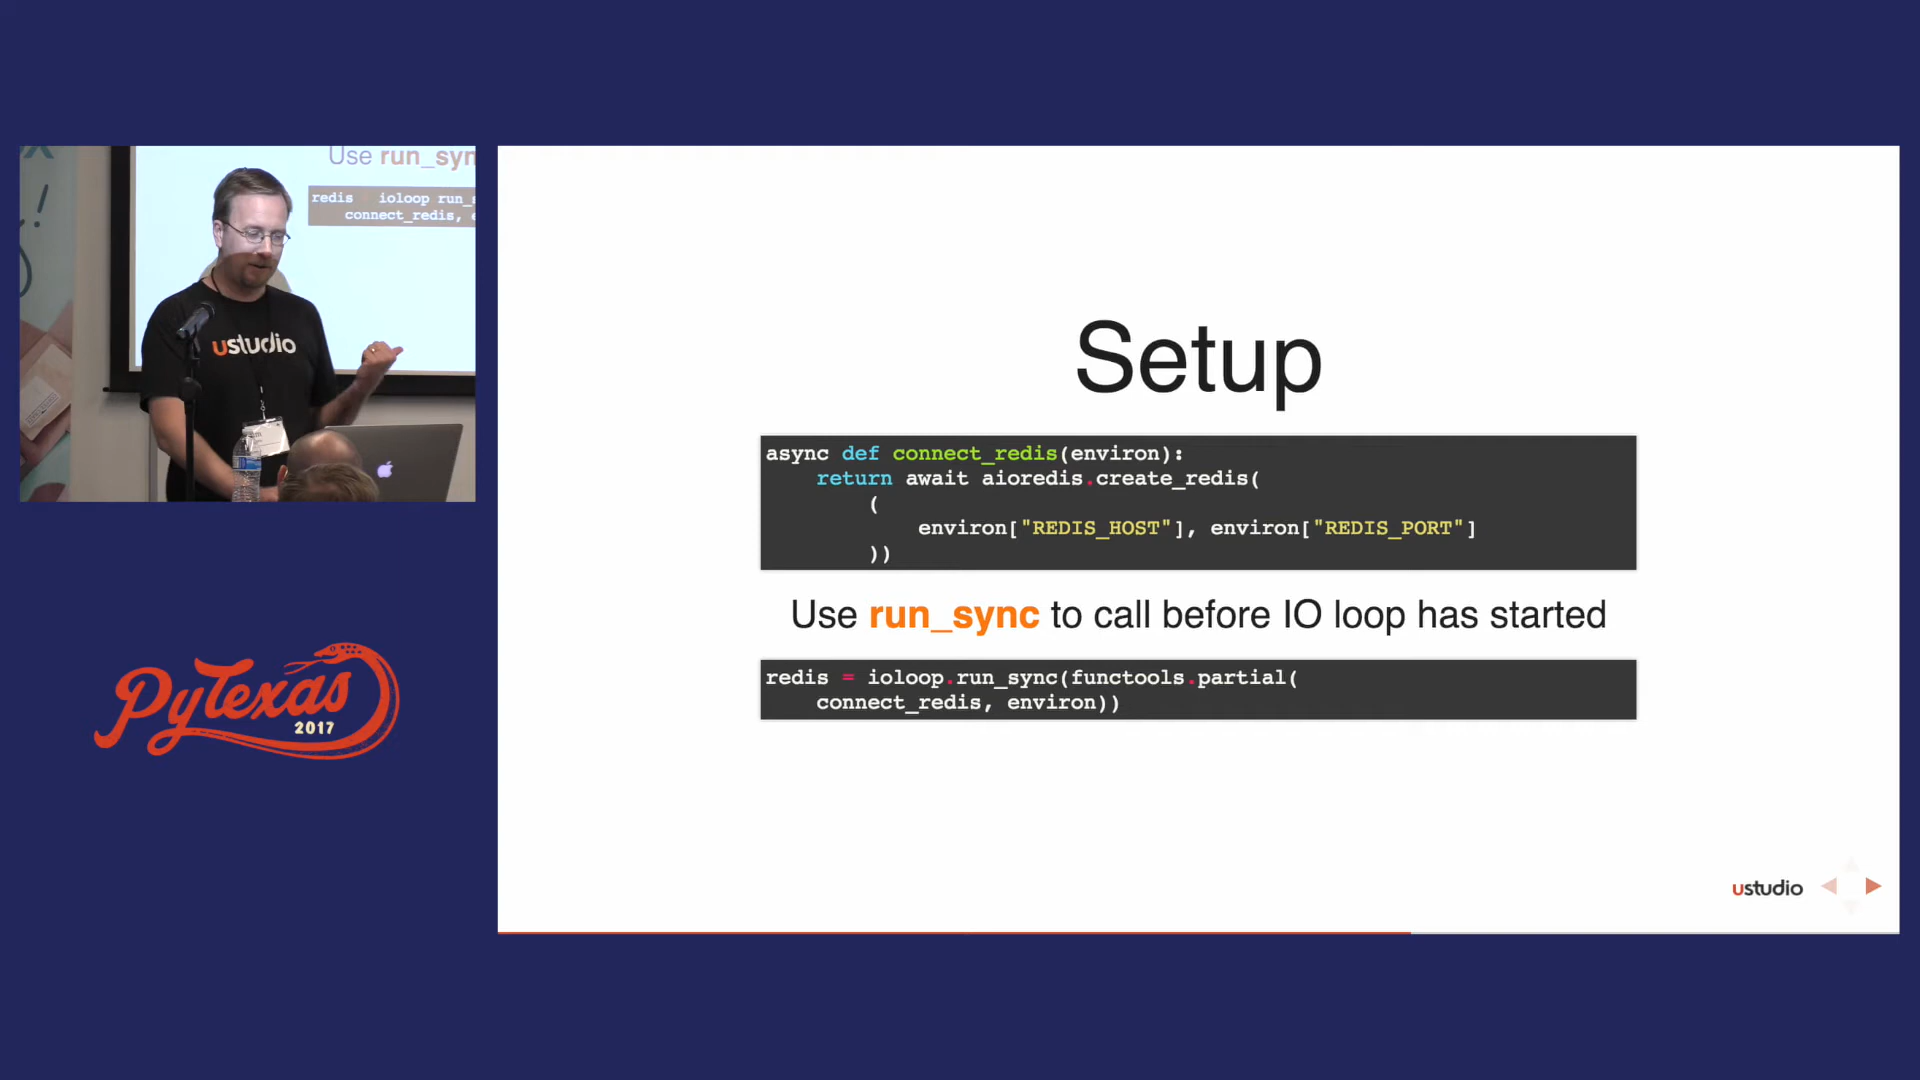 Use run_syn
redis ioloop run_s
connect_redis, e
ustudio
PyTexas
2017
Setup
async def connect_redis(environ):
return await aioredis.create_redis(
(
environ["REDIS_HOST"], environ["REDIS_PORT"]
))
Use run_sync to call before IO loop has started
redis = ioloop.run_sync(functools.partial(
connect_redis, environ))
ustudio